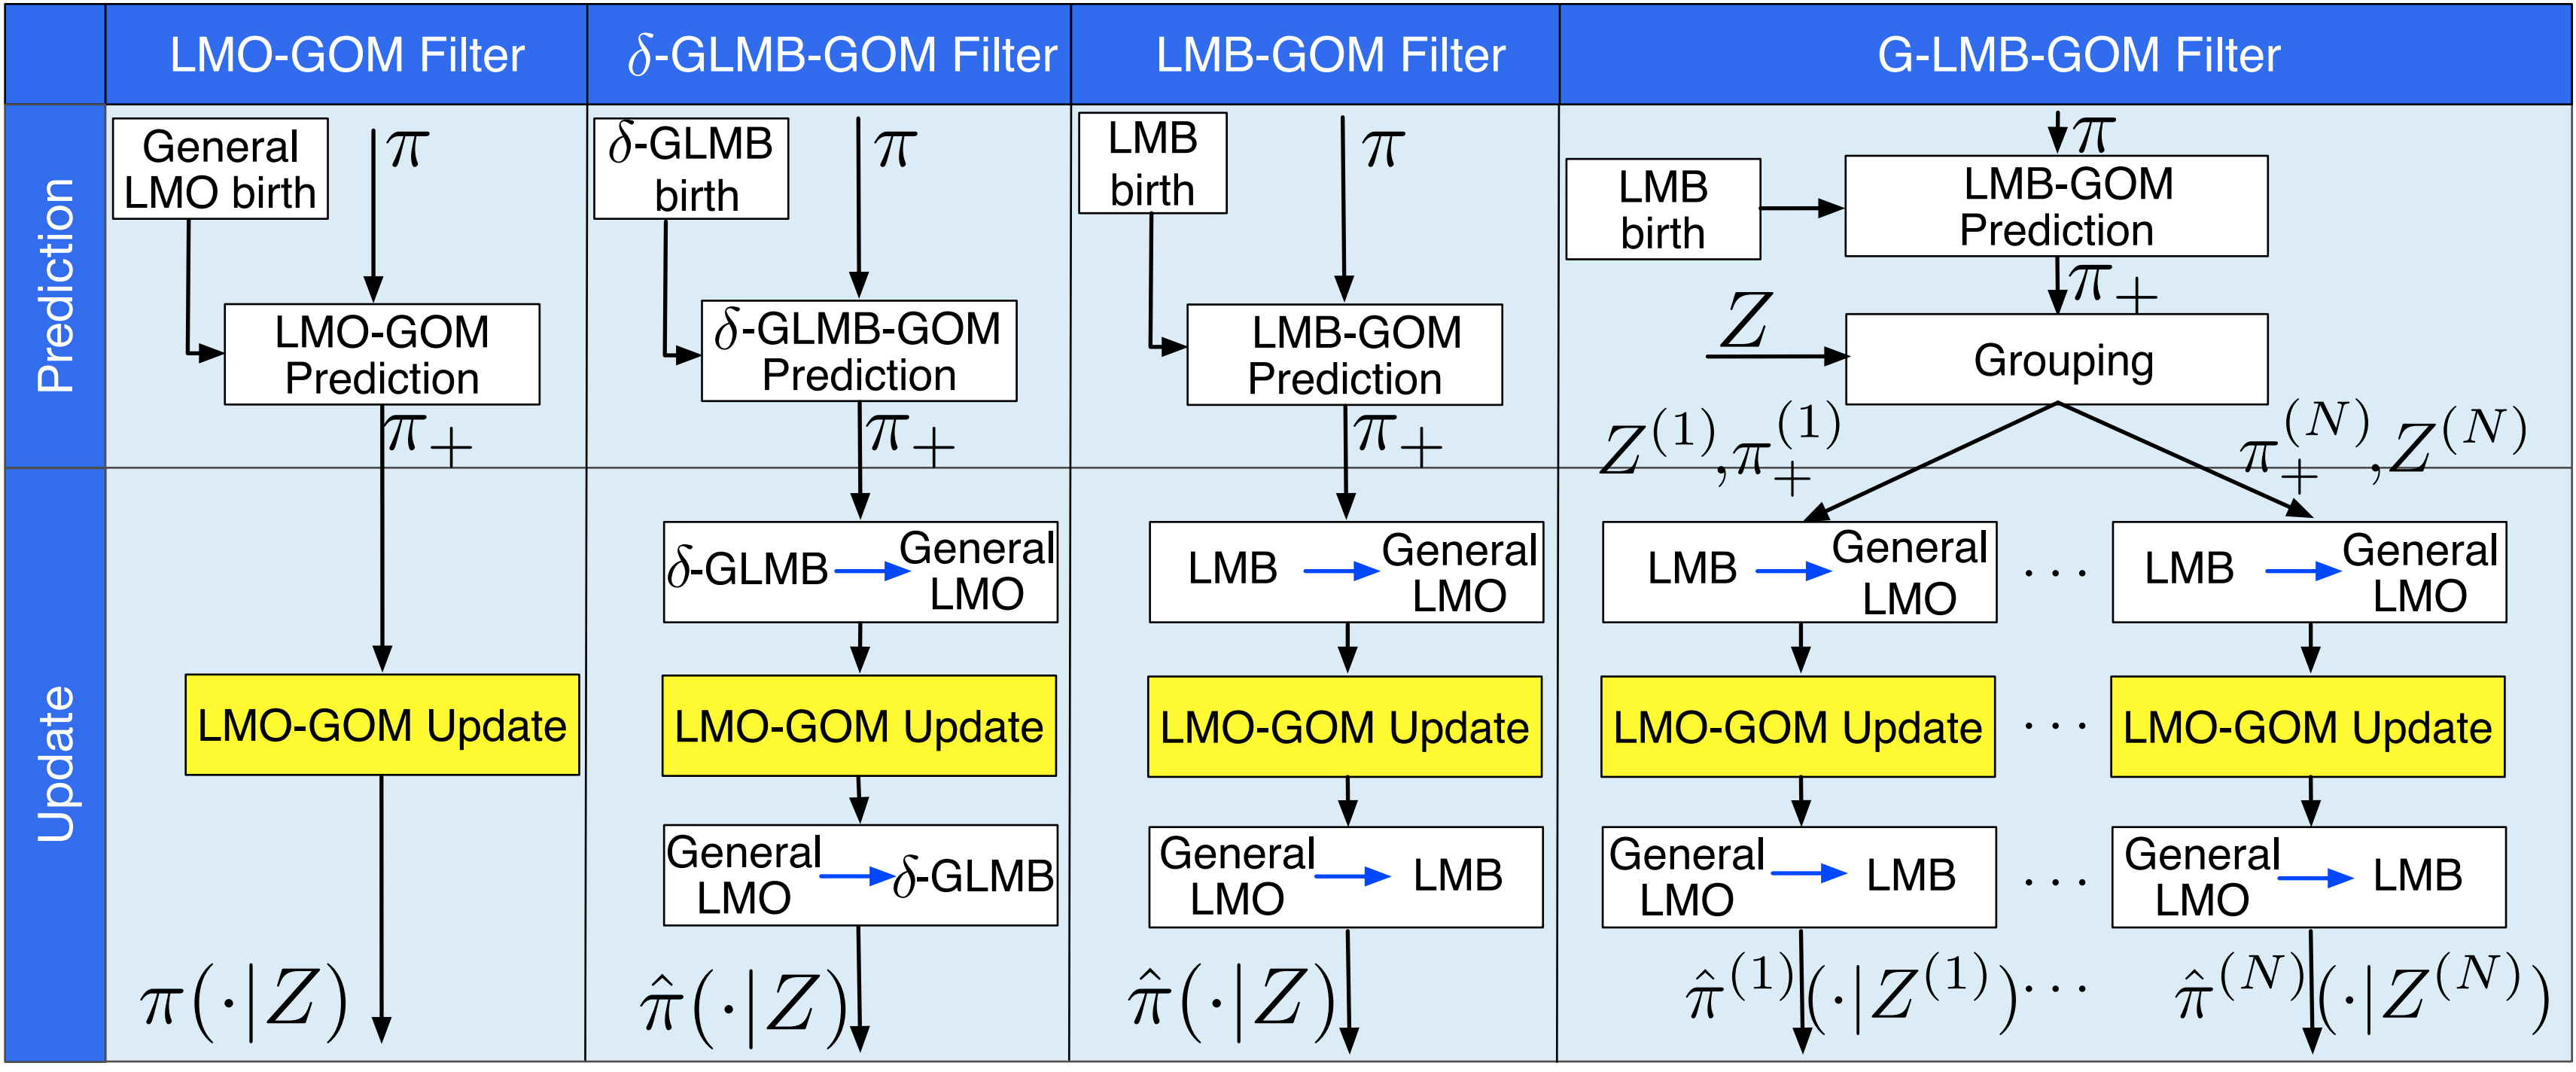 LMO-GOM Filter
δ-GLMB-GOM Filter
LMB-GOM Filter
G-LMB-GOM Filter
Prediction
General
LMO birth
π
LMO-GOM
Prediction
π₊
δ-GLMB
birth
π
δ-GLMB-GOM
Prediction
π₊
LMB
birth
π
LMB-GOM
Prediction
π₊
π
LMB
birth
LMB-GOM
Prediction
π₊
Z
Grouping
Z^(1), π₊^(1)
π₊^(N), Z^(N)
Update
LMO-GOM Update
π(·|Z)
δ-GLMB → General
LMO
LMO-GOM Update
General
LMO → δ-GLMB
π̂(·|Z)
LMB → General
LMO
LMO-GOM Update
General
LMO → LMB
π̂(·|Z)
LMB → General
LMO
···
LMB → General
LMO
LMO-GOM Update
···
LMO-GOM Update
General
LMO → LMB
···
General
LMO → LMB
π̂^(1)(·|Z^(1))
···
π̂^(N)(·|Z^(N))